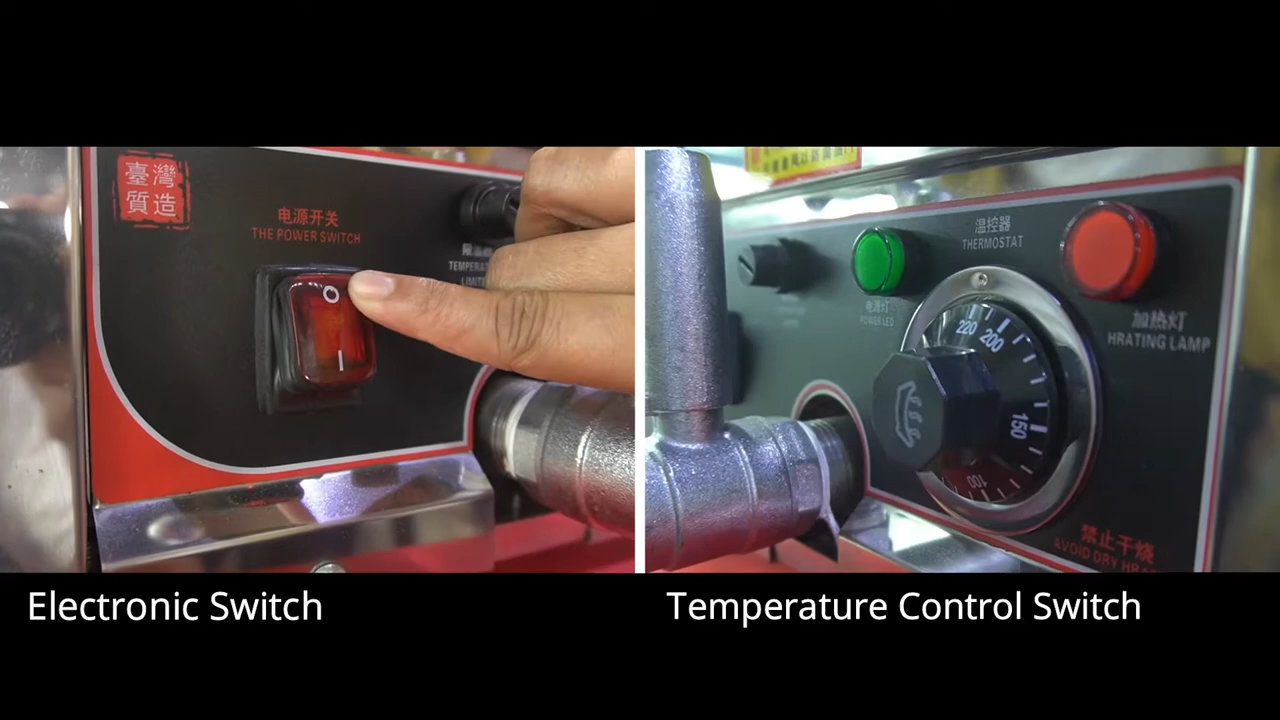 臺灣
質造
电源开关
THE POWER SWITCH
O
I
温控器
THERMOSTAT
电源灯
POWER LED
220
200
150
100
加热灯
HRATING LAMP
禁止干烧
AVOID DRY
Electronic Switch
Temperature Control Switch